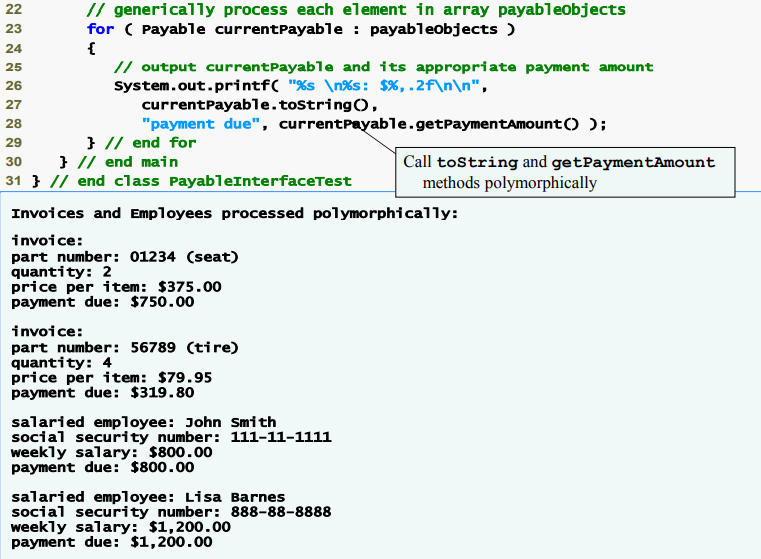 22 // generically process each element in array payableObjects
23 for ( Payable currentPayable : payableObjects )
24 {
25 // output currentPayable and its appropriate payment amount
26 System.out.printf( "%s \n%s: $%,.2f\n\n",
27 currentPayable.toString(),
28 "payment due", currentPayable.getPaymentAmount() );
29 } // end for
30 } // end main
31 } // end class PayableInterfaceTest
Call toString and getPaymentAmount
methods polymorphically
Invoices and Employees processed polymorphically:
invoice:
part number: 01234 (seat)
quantity: 2
price per item: $375.00
payment due: $750.00
invoice:
part number: 56789 (tire)
quantity: 4
price per item: $79.95
payment due: $319.80
salaried employee: John Smith
social security number: 111-11-1111
weekly salary: $800.00
payment due: $800.00
salaried employee: Lisa Barnes
social security number: 888-88-8888
weekly salary: $1,200.00
payment due: $1,200.00